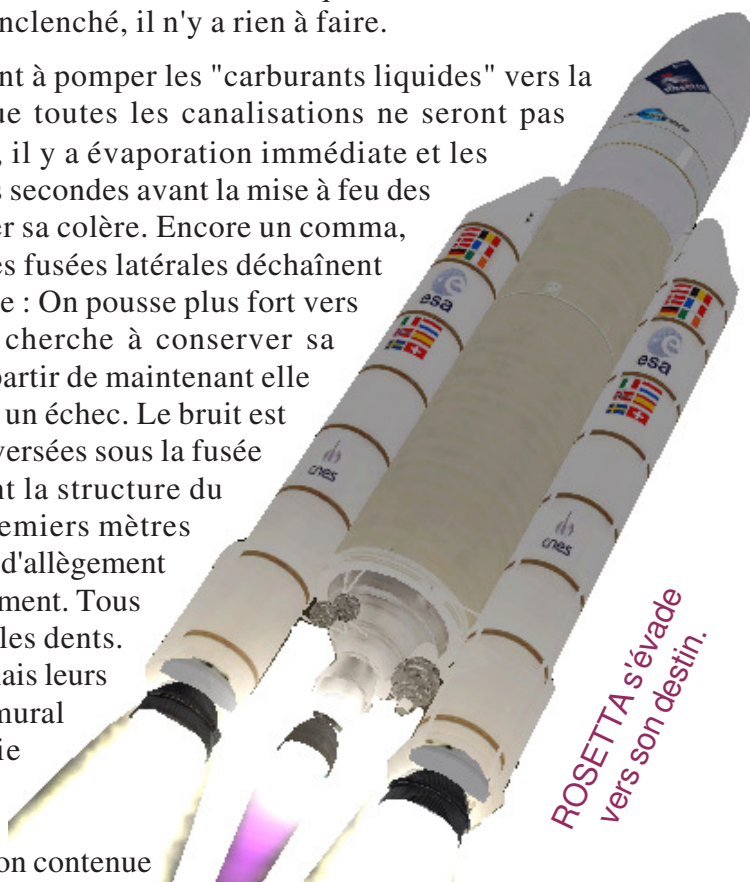 nclenché, il n'y a rien à faire.
nt à pomper les "carburants liquides" vers la
ue toutes les canalisations ne seront pas
, il y a évaporation immédiate et les
s secondes avant la mise à feu des
er sa colère. Encore un comma,
es fusées latérales déchaînent
e : On pousse plus fort vers
cherche à conserver sa
partir de maintenant elle
un échec. Le bruit est
versées sous la fusée
nt la structure du
emiers mètres
d'allègement
ment. Tous
les dents.
ais leurs
mural
ie
on contenue
esa
cnes
esa
cnes
ROSETTA s'évade
vers son destin.